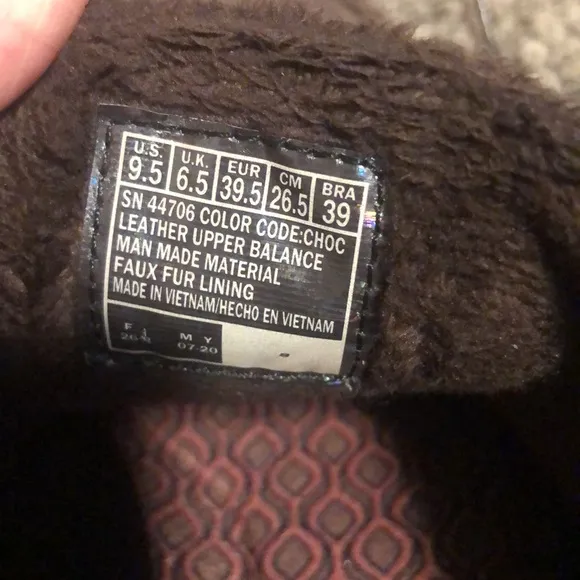 U.S. U.K. EUR CM BRA
9.5 6.5 39.5 26.5 39
SN 44706 COLOR CODE:CHOC
LEATHER UPPER BALANCE
MAN MADE MATERIAL
FAUX FUR LINING
MADE IN VIETNAM/HECHO EN VIETNAM
F M Y
07-20